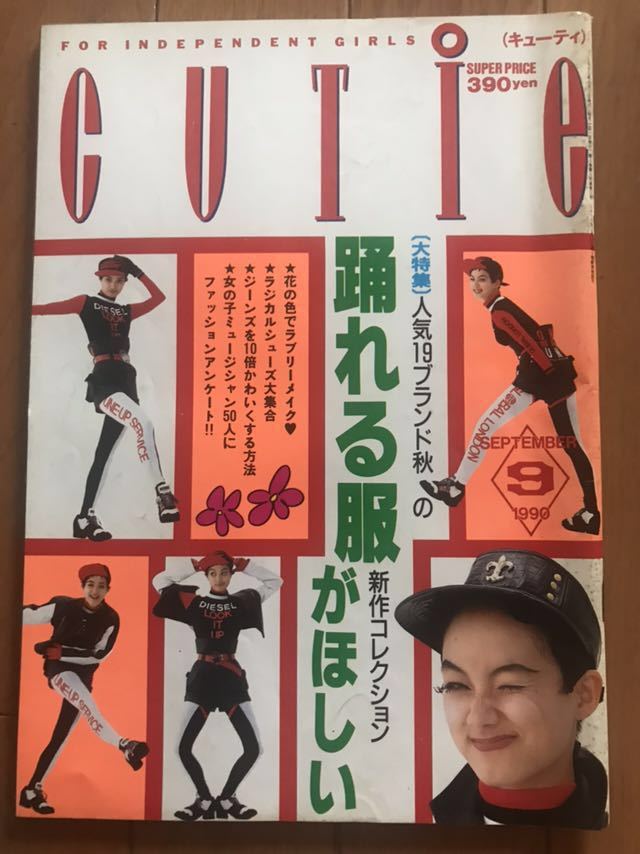 FOR INDEPENDENT GIRLS
(キューティ)
CUTiE
SUPER PRICE
390yen
[大特集]人気19ブランド秋の
新作コレクション
踊れる服がほしい
★花の色でラブリーメイク♥
★ラジカルシューズ大集合
★ジーンズを10倍かわいくする方法
★女の子ミュージシャン50人に
ファッションアンケート!!
DIESEL
LOOK
IT
UP
LINE UP SERVICE
LONDON
SEPTEMBER
9
1990
LINE UP SERVICE
DIESEL
LOOK
IT
UP